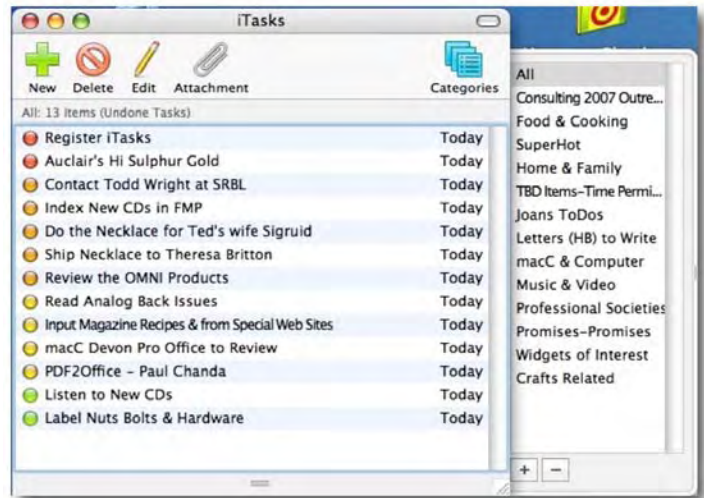 iTasks
New Delete Edit Attachment Categories
All: 13 Items (Undone Tasks)
Register iTasks Today
Auclair's Hi Sulphur Gold Today
Contact Todd Wright at SRBL Today
Index New CDs in FMP Today
Do the Necklace for Ted's wife Sigruid Today
Ship Necklace to Theresa Britton Today
Review the OMNI Products Today
Read Analog Back Issues Today
Input Magazine Recipes & from Special Web Sites Today
macC Devon Pro Office to Review Today
PDF2Office – Paul Chanda Today
Listen to New CDs Today
Label Nuts Bolts & Hardware Today
All
Consulting 2007 Outre...
Food & Cooking
SuperHot
Home & Family
TBD Items–Time Permi...
Joans ToDos
Letters (HB) to Write
macC & Computer
Music & Video
Professional Societies
Promises–Promises
Widgets of Interest
Crafts Related
+ −